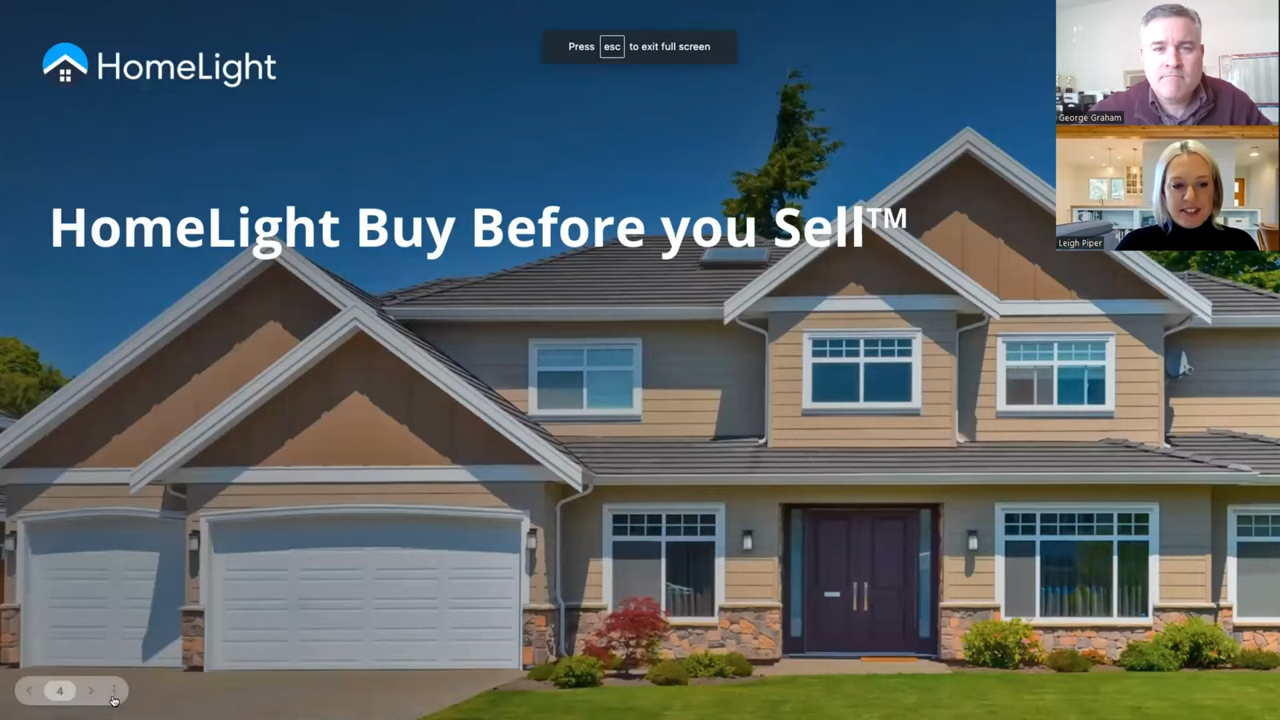 HomeLight
Press esc to exit full screen
George Graham
HomeLight Buy Before you Sell™
Leigh Piper
4